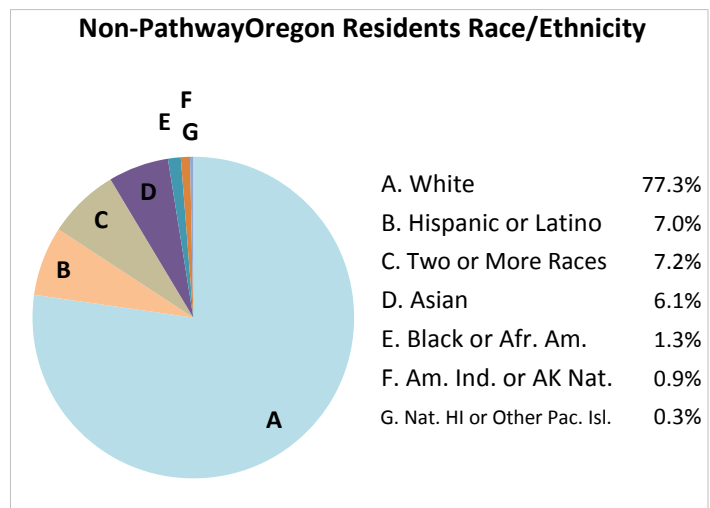 Non-PathwayOregon Residents Race/Ethnicity
F
E
G
D
C
B
A
A. White 77.3%
B. Hispanic or Latino 7.0%
C. Two or More Races 7.2%
D. Asian 6.1%
E. Black or Afr. Am. 1.3%
F. Am. Ind. or AK Nat. 0.9%
G. Nat. HI or Other Pac. Isl. 0.3%